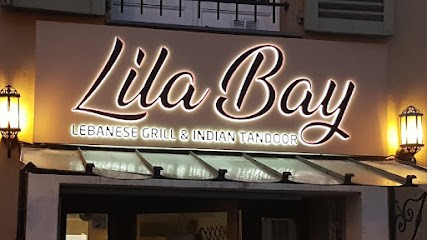 Lila Bay
LEBANESE GRILL & INDIAN TANDOOR